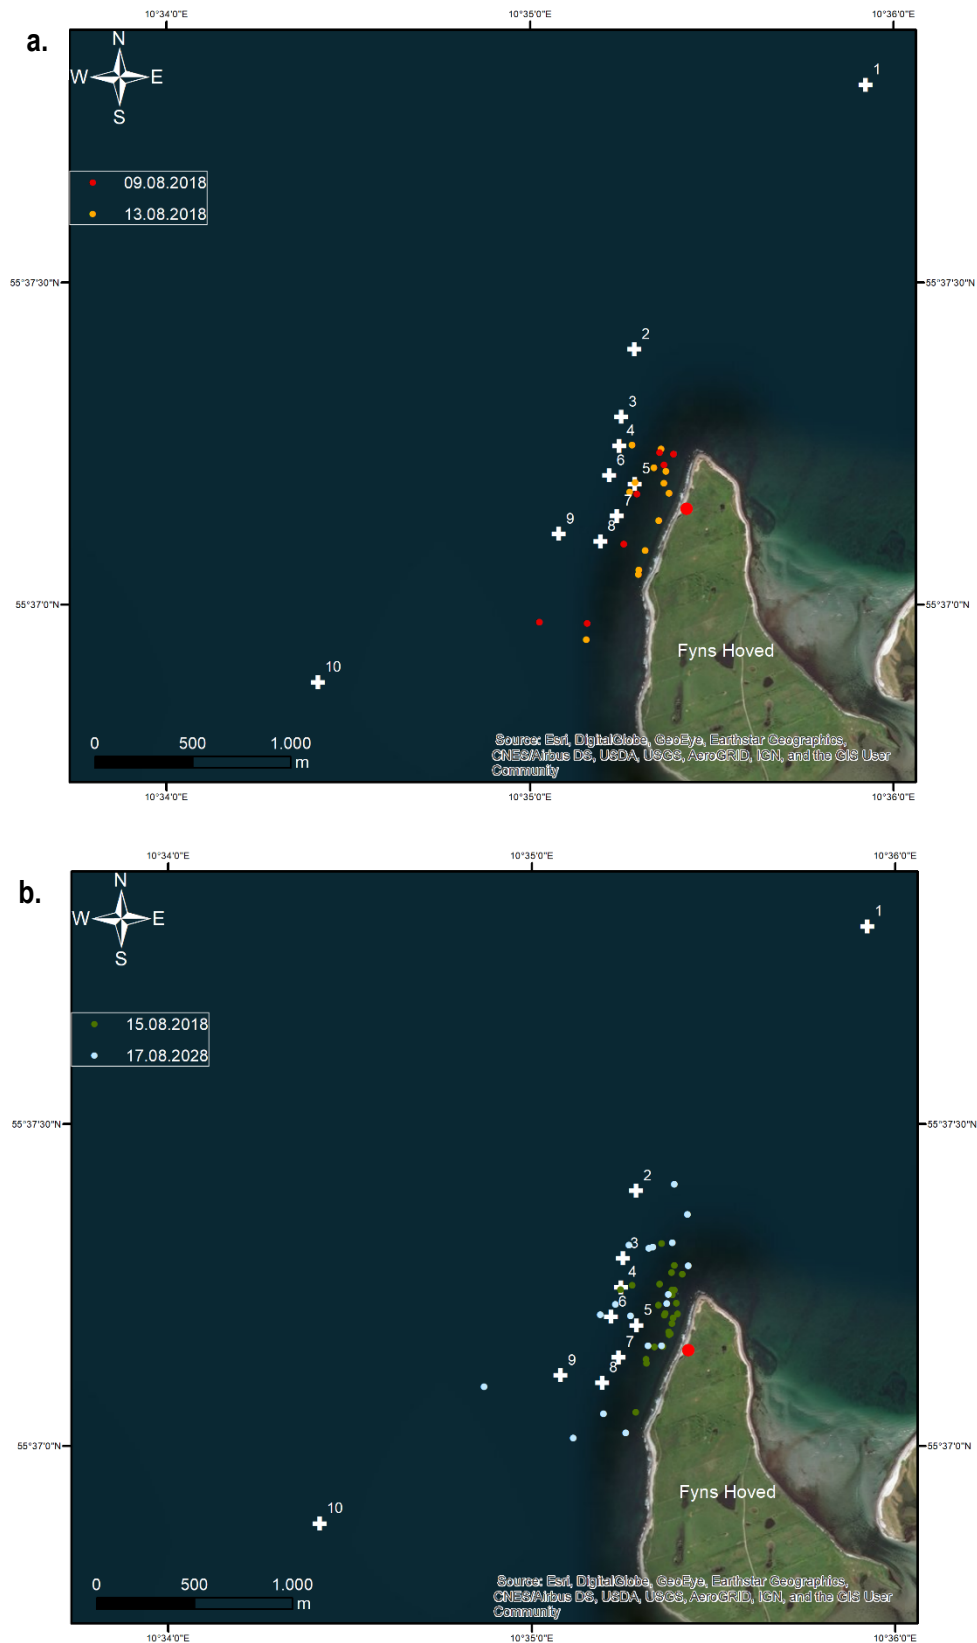 a.
10°34'0"E 10°35'0"E 10°36'0"E
N
W E
S
1
09.08.2018
13.08.2018
55°37'30"N 55°37'30"N
2
3
4
6
5
7
9
8
55°37'0"N 55°37'0"N
Fyns Hoved
10
0 500 1.000
m
Source: Esri, DigitalGlobe, GeoEye, Earthstar Geographics,
CNES/Airbus DS, USDA, USGS, AeroGRID, IGN, and the GIS User
Community
10°34'0"E 10°35'0"E 10°36'0"E
b.
10°34'0"E 10°35'0"E 10°36'0"E
N
W E
S
1
15.08.2018
17.08.2028
55°37'30"N 55°37'30"N
2
3
4
6
5
7
9
8
55°37'0"N 55°37'0"N
Fyns Hoved
10
0 500 1.000
m
Source: Esri, DigitalGlobe, GeoEye, Earthstar Geographics,
CNES/Airbus DS, USDA, USGS, AeroGRID, IGN, and the GIS User
Community
10°34'0"E 10°35'0"E 10°36'0"E